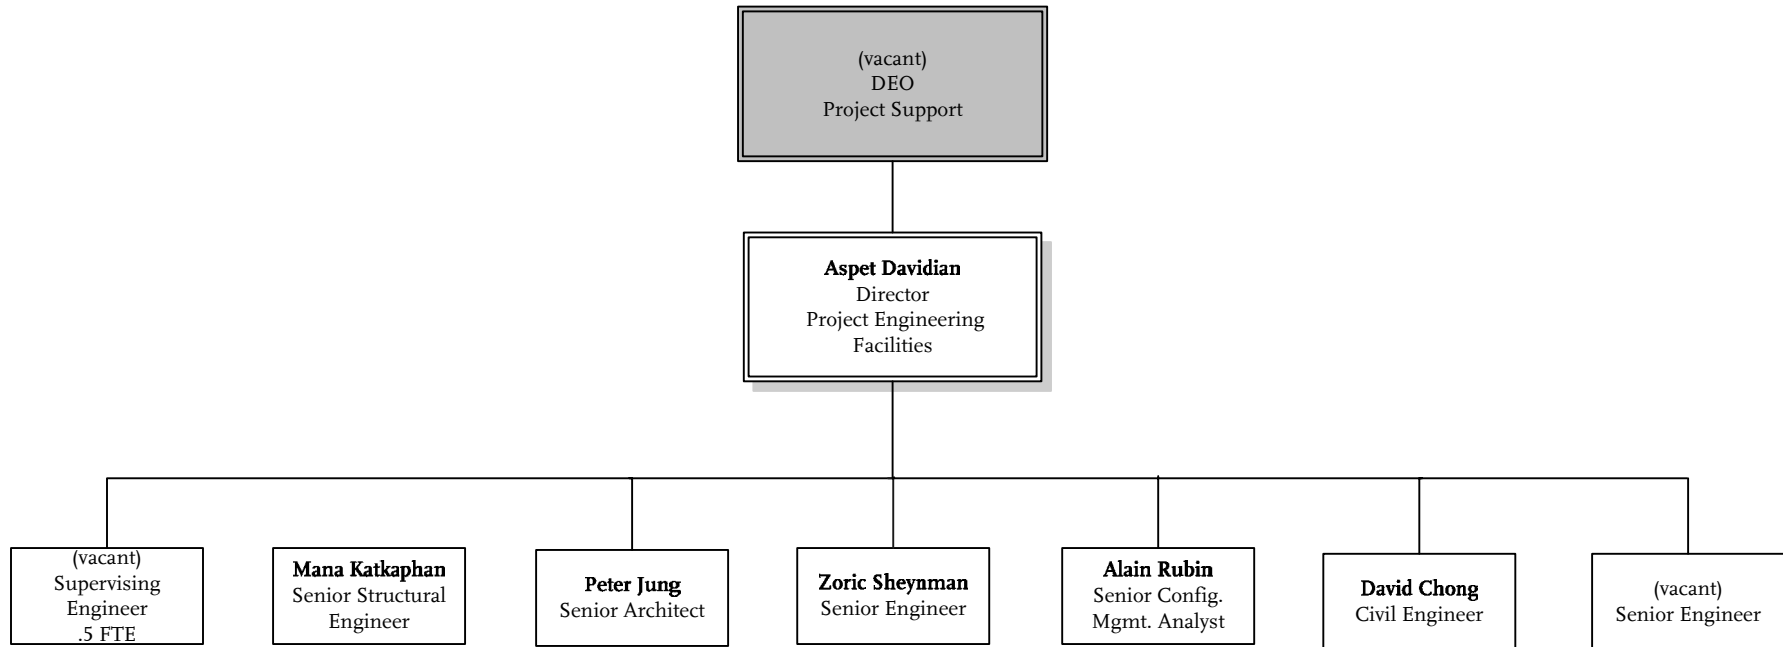 (vacant)
DEO
Project Support
Aspet Davidian
Director
Project Engineering
Facilities
(vacant)
Supervising
Engineer
.5 FTE
Mana Katkaphan
Senior Structural
Engineer
Peter Jung
Senior Architect
Zoric Sheynman
Senior Engineer
Alain Rubin
Senior Config.
Mgmt. Analyst
David Chong
Civil Engineer
(vacant)
Senior Engineer